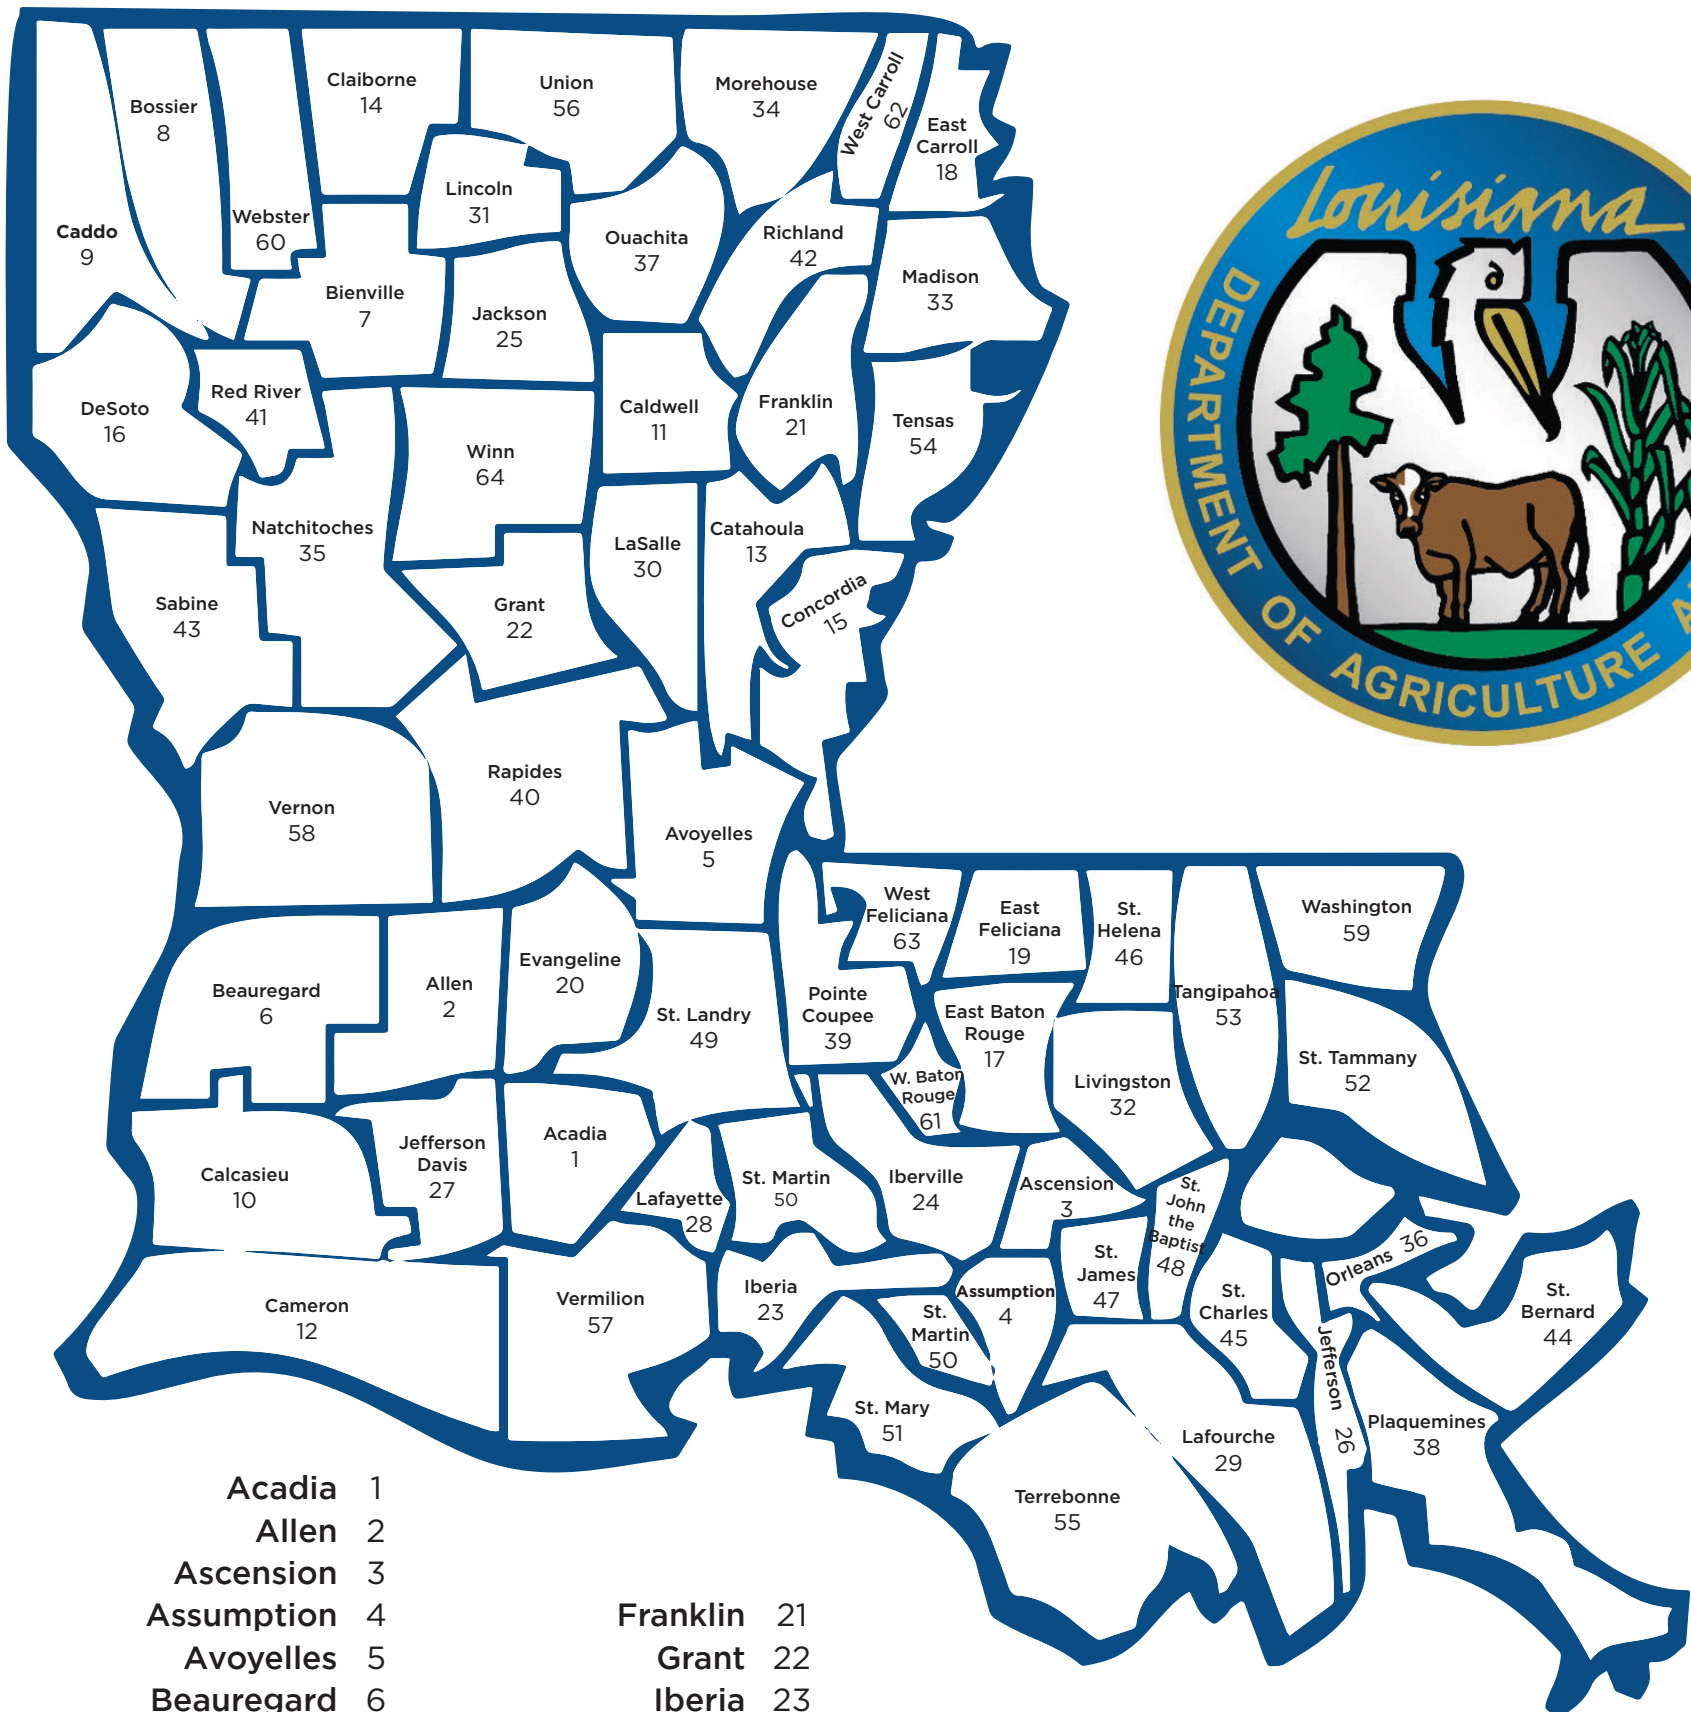 Claiborne
14
Union
56
Morehouse
34
West Carroll
62
Bossier
8
East
Carroll
18
Lincoln
31
Webster
60
Caddo
9
Ouachita
37
Richland
42
Madison
33
Bienville
7
Jackson
25
Red River
41
DeSoto
16
Caldwell
11
Franklin
21
Tensas
54
Winn
64
Natchitoches
35
LaSalle
30
Catahoula
13
Sabine
43
Grant
22
Concordia
15
Rapides
40
Vernon
58
Avoyelles
5
West
Feliciana
63
East
Feliciana
19
St.
Helena
46
Washington
59
Beauregard
6
Allen
2
Evangeline
20
St. Landry
49
Pointe
Coupee
39
East Baton
Rouge
17
Tangipahoa
53
St. Tammany
52
W. Baton
Rouge
61
Livingston
32
Calcasieu
10
Jefferson
Davis
27
Acadia
1
Lafayette
28
St. Martin
50
Iberville
24
Ascension
3
St.
John
the
Baptist
48
St.
James
47
Orleans 36
Cameron
12
Vermilion
57
Iberia
23
St.
Martin
50
Assumption
4
St.
Charles
45
Jefferson 26
St.
Bernard
44
St. Mary
51
Lafourche
29
Plaquemines
38
Terrebonne
55
Louisiana
DEPARTMENT OF AGRICULTURE
Acadia 1
Allen 2
Ascension 3
Assumption 4
Avoyelles 5
Beauregard 6
Franklin 21
Grant 22
Iberia 23